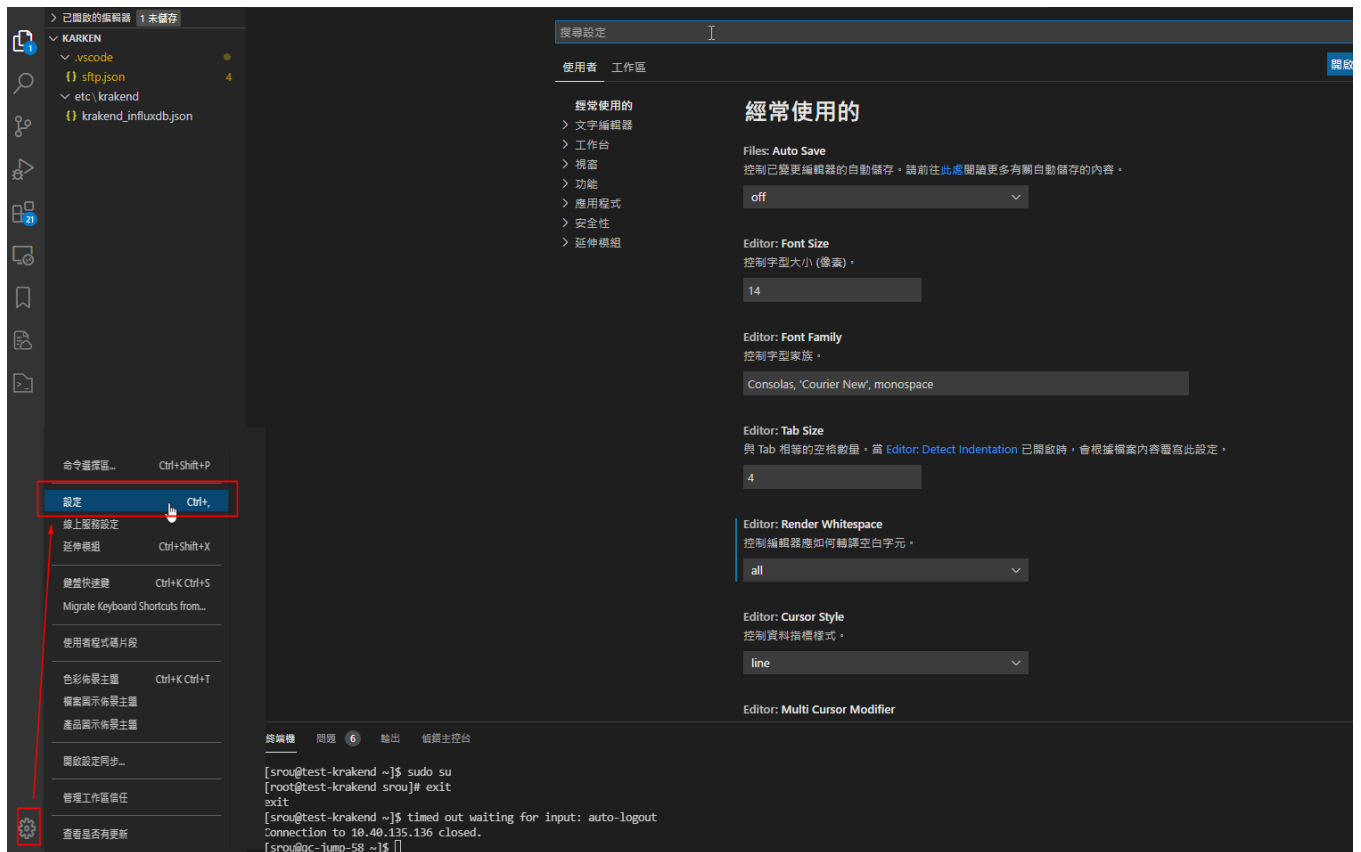 已開啟的編輯器 1 未儲存
KARKEN
.vscode
{} sftp.json 4
etc\krakend
{} krakend_influxdb.json
1
21
命令選擇區... Ctrl+Shift+P
設定 Ctrl+,
線上服務設定
延伸模組 Ctrl+Shift+X
鍵盤快速鍵 Ctrl+K Ctrl+S
Migrate Keyboard Shortcuts from...
使用者程式碼片段
色彩佈景主題 Ctrl+K Ctrl+T
檔案圖示佈景主題
產品圖示佈景主題
開啟設定同步...
管理工作區信任
查看是否有更新
搜尋設定
使用者 工作區
開啟
經常使用的
文字編輯器
工作台
視窗
功能
應用程式
安全性
延伸模組
經常使用的
Files: Auto Save
控制已變更編輯器的自動儲存。請前往此處閱讀更多有關自動儲存的內容。
off
Editor: Font Size
控制字型大小 (像素)。
14
Editor: Font Family
控制字型家族。
Consolas, 'Courier New', monospace
Editor: Tab Size
與 Tab 相等的空格數量。當 Editor: Detect Indentation 已開啟時，會根據檔案內容覆寫此設定。
4
Editor: Render Whitespace
控制編輯器應如何轉譯空白字元。
all
Editor: Cursor Style
控制資料指標樣式。
line
Editor: Multi Cursor Modifier
終端機 問題 6 輸出 偵錯主控台
[srou@test-krakend ~]$ sudo su
[root@test-krakend srou]# exit
exit
[srou@test-krakend ~]$ timed out waiting for input: auto-logout
Connection to 10.40.135.136 closed.
[srou@gc-jump-58 ~]$